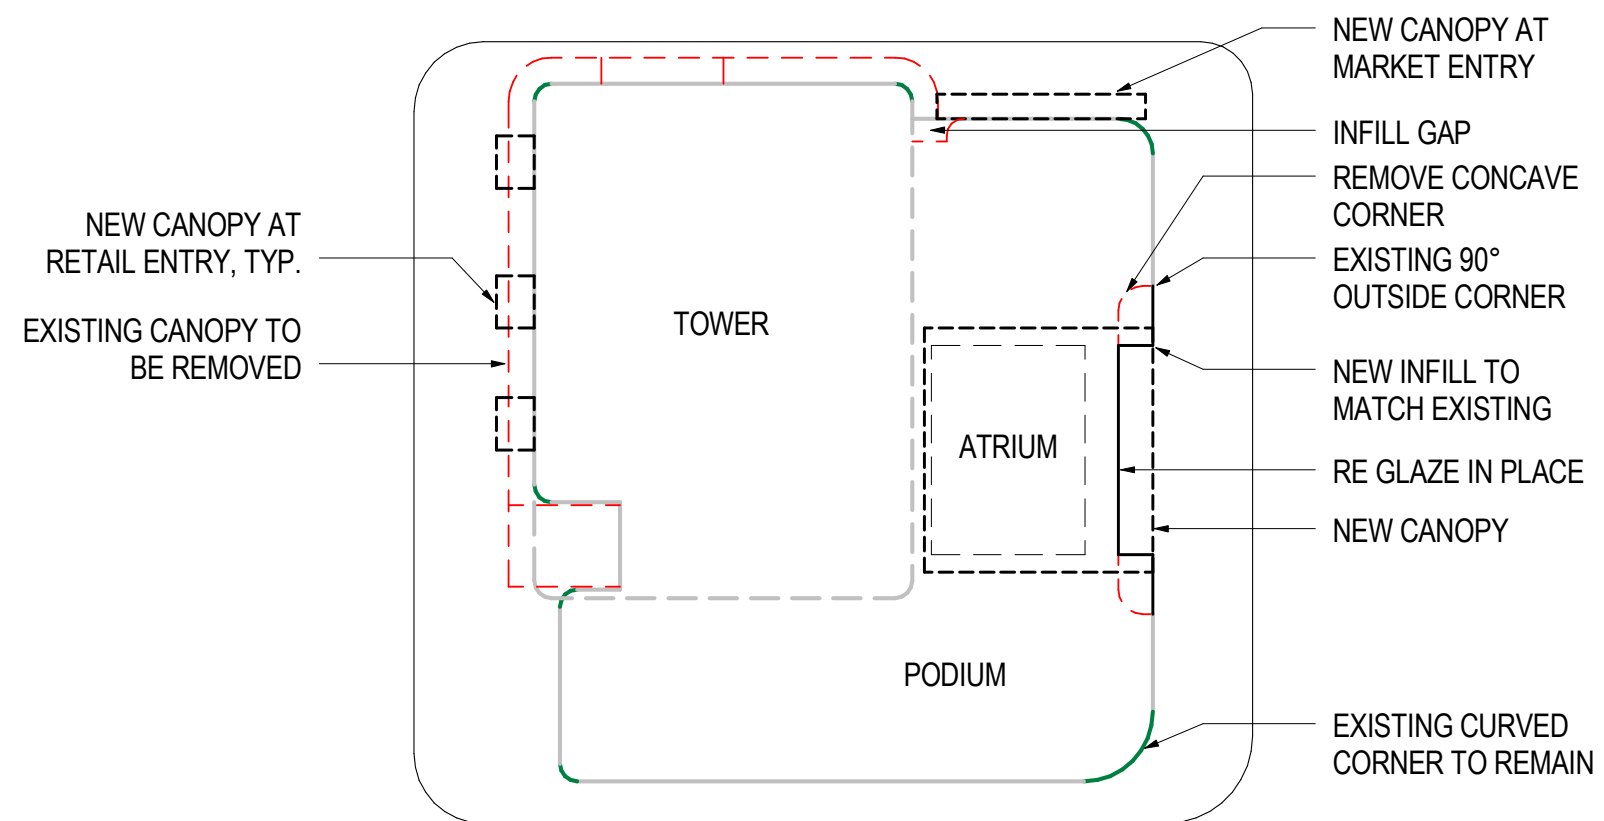 NEW CANOPY AT
MARKET ENTRY
INFILL GAP
REMOVE CONCAVE
CORNER
NEW CANOPY AT
RETAIL ENTRY, TYP.
EXISTING 90°
OUTSIDE CORNER
EXISTING CANOPY TO
BE REMOVED
TOWER
NEW INFILL TO
MATCH EXISTING
ATRIUM
RE GLAZE IN PLACE
NEW CANOPY
PODIUM
EXISTING CURVED
CORNER TO REMAIN